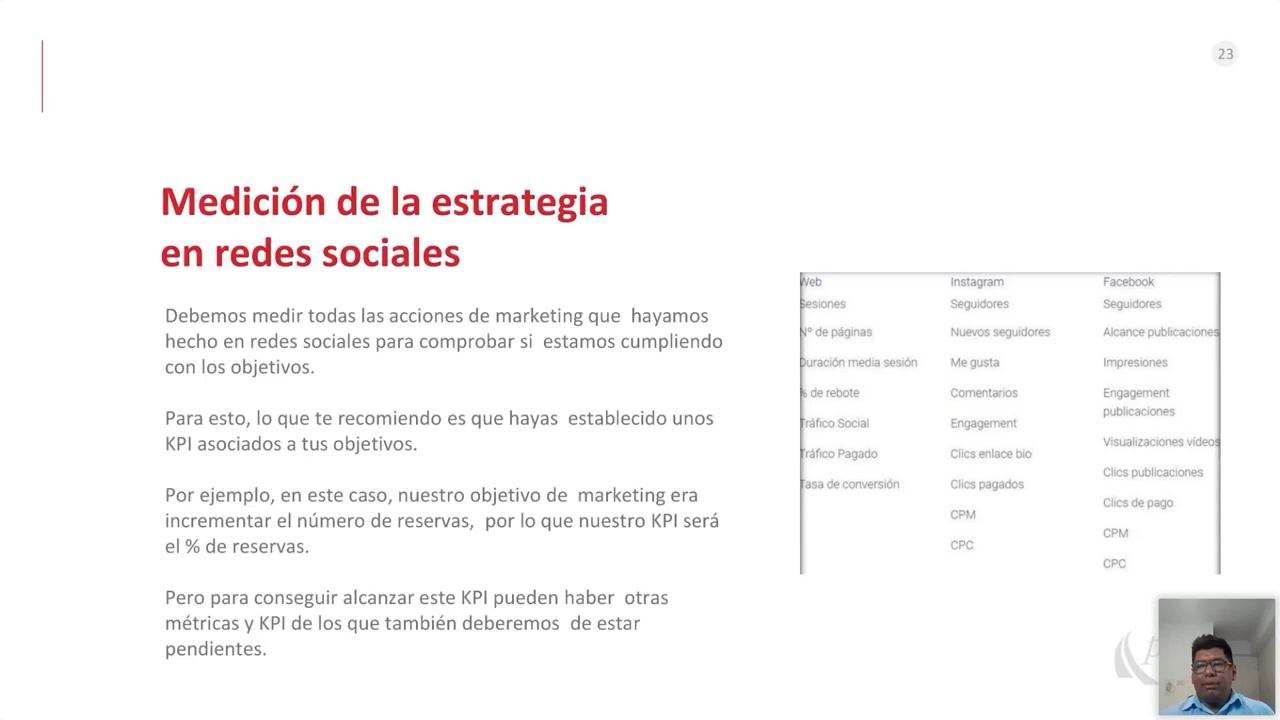 23
Medición de la estrategia
en redes sociales
Debemos medir todas las acciones de marketing que hayamos
hecho en redes sociales para comprobar si estamos cumpliendo
con los objetivos.
Para esto, lo que te recomiendo es que hayas establecido unos
KPI asociados a tus objetivos.
Por ejemplo, en este caso, nuestro objetivo de marketing era
incrementar el número de reservas, por lo que nuestro KPI será
el % de reservas.
Pero para conseguir alcanzar este KPI pueden haber otras
métricas y KPI de los que también deberemos de estar
pendientes.
Web Instagram Facebook
Sesiones Seguidores Seguidores
Nº de páginas Nuevos seguidores Alcance publicaciones
Duración media sesión Me gusta Impresiones
% de rebote Comentarios Engagement
publicaciones
Tráfico Social Engagement
Visualizaciones vídeos
Tráfico Pagado Clics enlace bio
Clics publicaciones
Tasa de conversión Clics pagados
Clics de pago
CPM
CPM
CPC
CPC